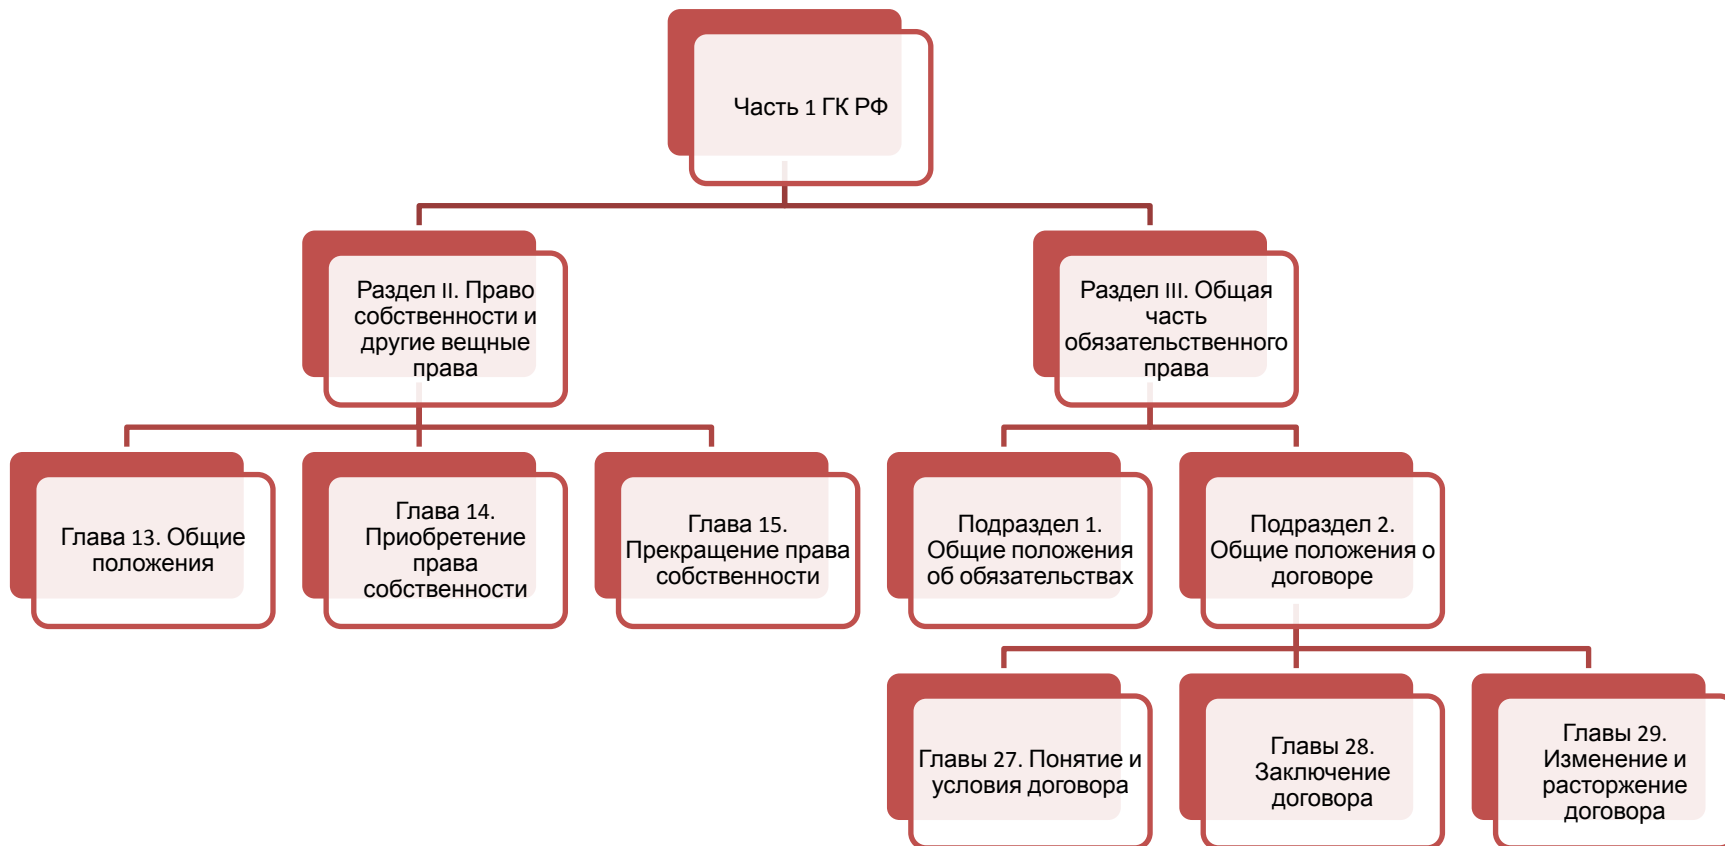 Часть 1 ГК РФ
Раздел II. Право
собственности и
другие вещные
права
Раздел III. Общая
часть
обязательственного
права
Глава 13. Общие
положения
Глава 14.
Приобретение
права
собственности
Глава 15.
Прекращение права
собственности
Подраздел 1.
Общие положения
об обязательствах
Подраздел 2.
Общие положения о
договоре
Главы 27. Понятие и
условия договора
Главы 28.
Заключение
договора
Главы 29.
Изменение и
расторжение
договора